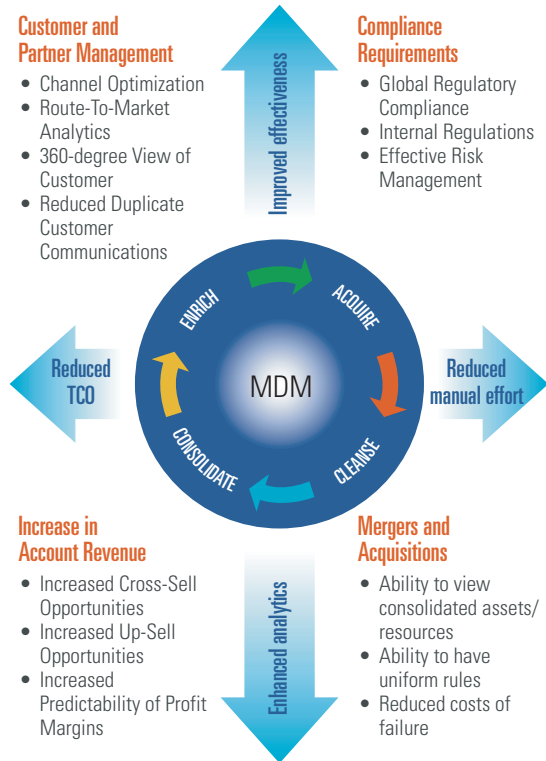 Customer and
Partner Management
• Channel Optimization
• Route-To-Market
Analytics
• 360-degree View of
Customer
• Reduced Duplicate
Customer
Communications
Improved effectiveness
Compliance
Requirements
• Global Regulatory
Compliance
• Internal Regulations
• Effective Risk
Management
ENRICH
ACQUIRE
Reduced
TCO
MDM
Reduced
manual effort
CONSOLIDATE
CLEANSE
Increase in
Account Revenue
• Increased Cross-Sell
Opportunities
• Increased Up-Sell
Opportunities
• Increased
Predictability of Profit
Margins
Enhanced analytics
Mergers and
Acquisitions
• Ability to view
consolidated assets/
resources
• Ability to have
uniform rules
• Reduced costs of
failure